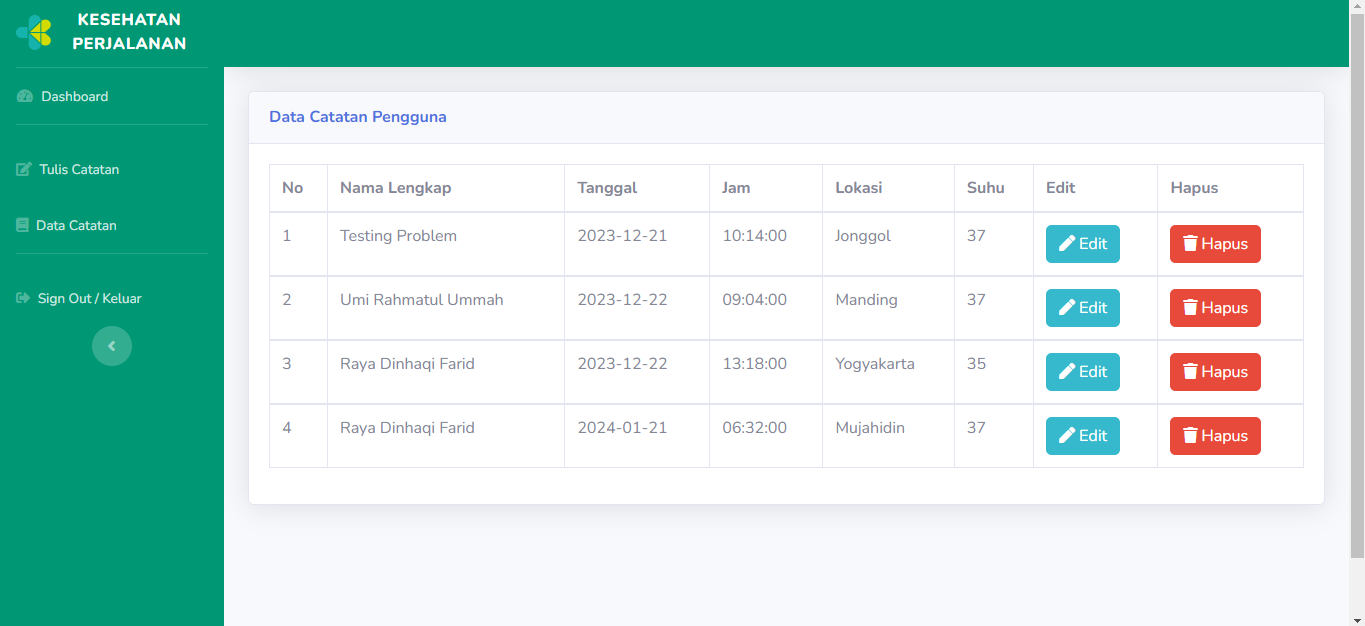 KESEHATAN
PERJALANAN
Dashboard
Tulis Catatan
Data Catatan
Sign Out / Keluar
Data Catatan Pengguna
No Nama Lengkap Tanggal Jam Lokasi Suhu Edit Hapus
1 Testing Problem 2023-12-21 10:14:00 Jonggol 37 Edit Hapus
2 Umi Rahmatul Ummah 2023-12-22 09:04:00 Manding 37 Edit Hapus
3 Raya Dinhaqi Farid 2023-12-22 13:18:00 Yogyakarta 35 Edit Hapus
4 Raya Dinhaqi Farid 2024-01-21 06:32:00 Mujahidin 37 Edit Hapus